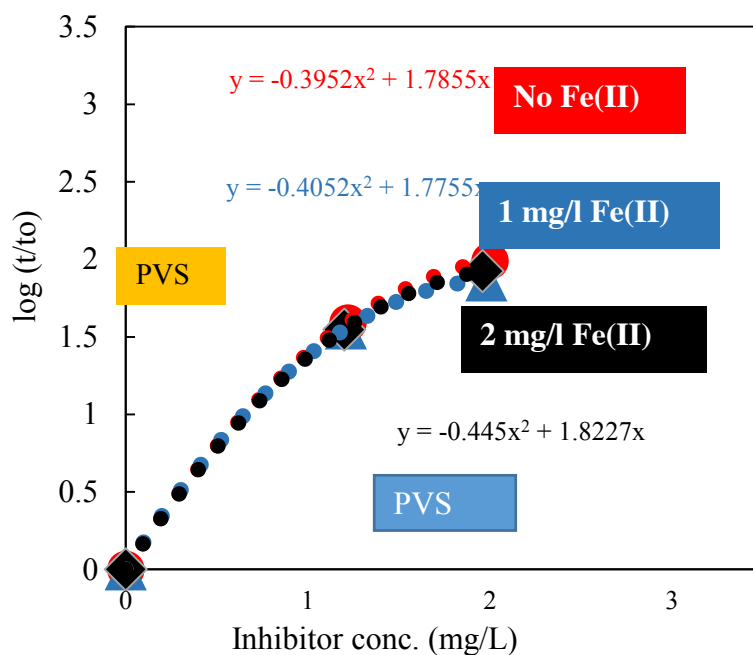 3.5
y = -0.3952x² + 1.7855x
No Fe(II)
3
2.5
y = -0.4052x² + 1.7755x
1 mg/l Fe(II)
2
PVS
log (t/to)
1.5
2 mg/l Fe(II)
1
y = -0.445x² + 1.8227x
0.5
PVS
0
0
1
2
3
Inhibitor conc. (mg/L)